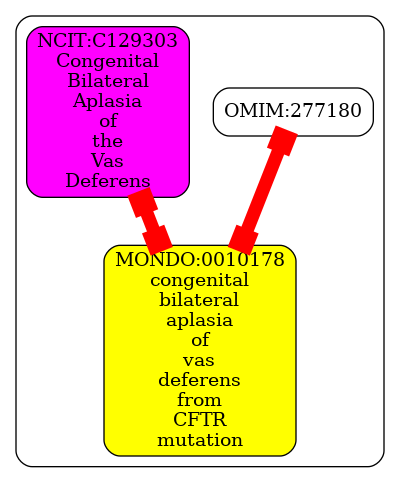 NCIT:C129303
Congenital
Bilateral
Aplasia
of
the
Vas
Deferens
OMIM:277180
MONDO:0010178
congenital
bilateral
aplasia
of
vas
deferens
from
CFTR
mutation